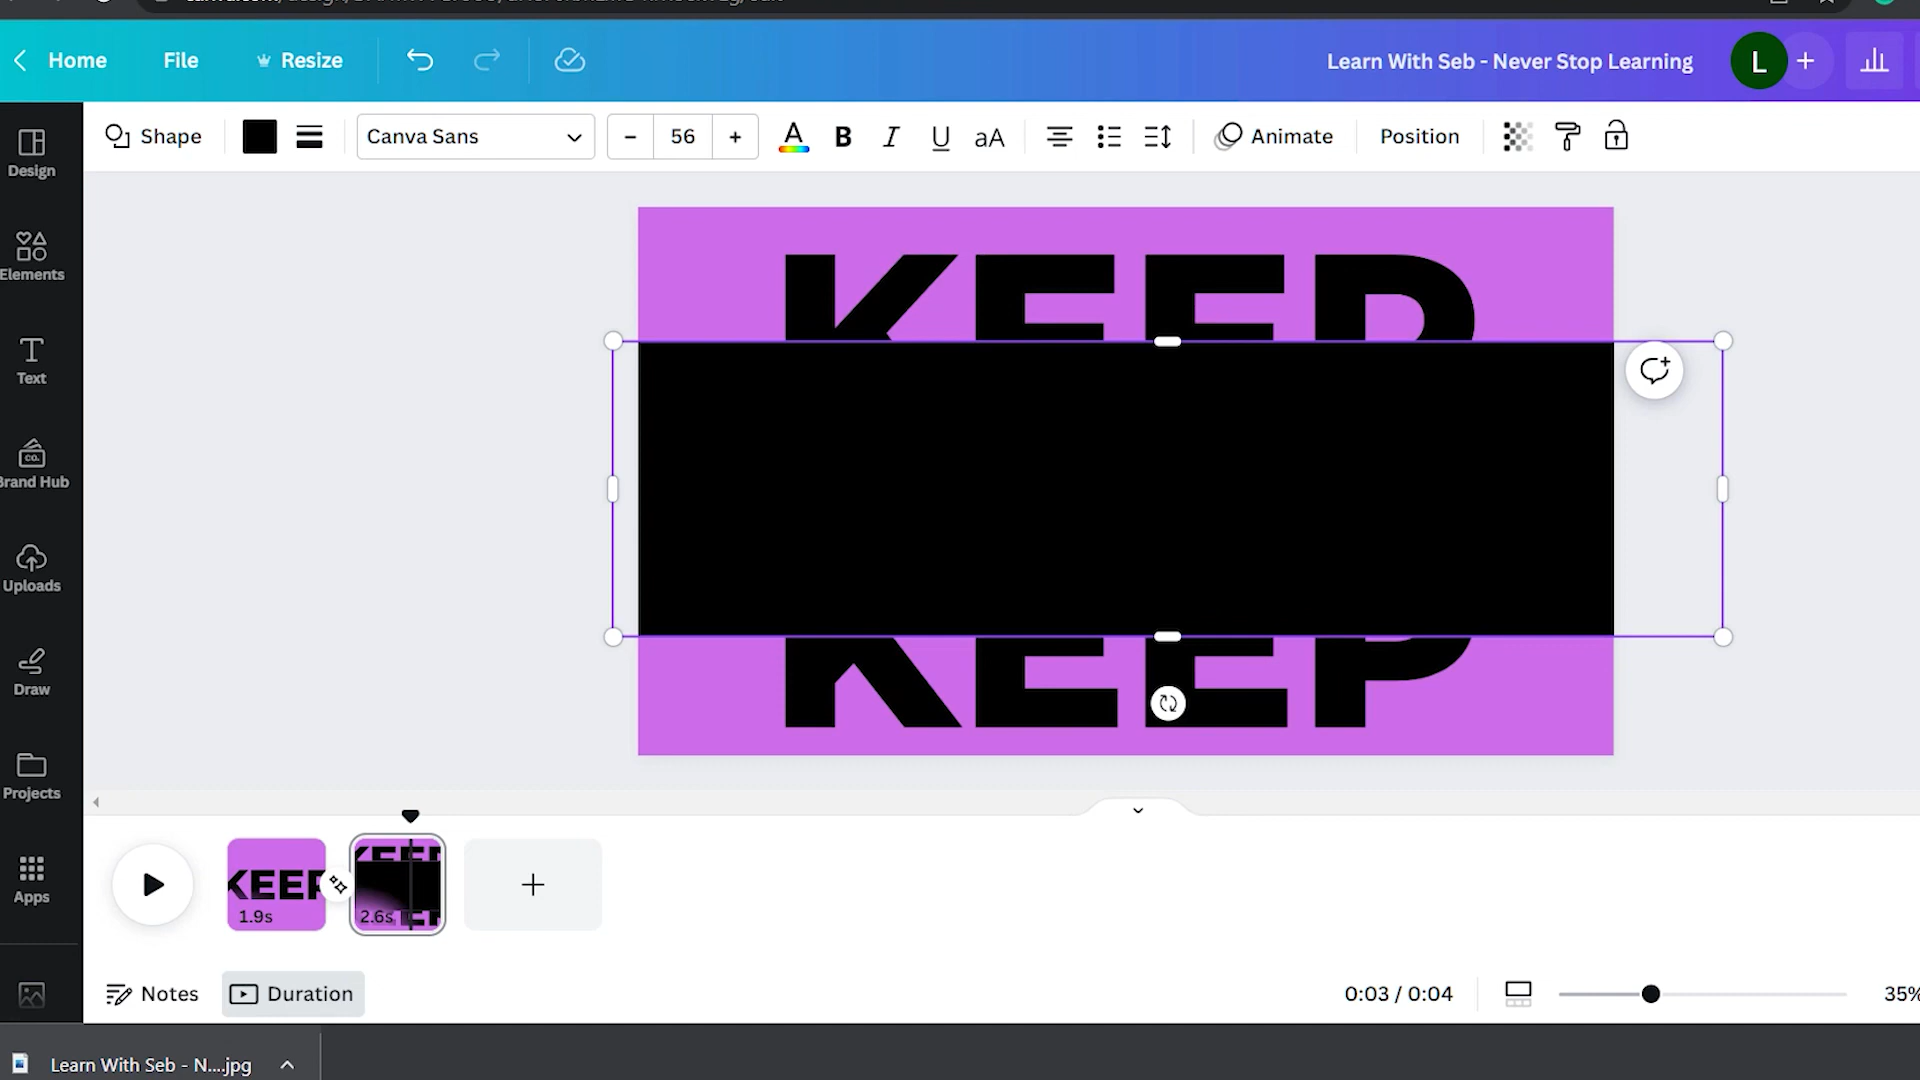 Home
File
Resize
Learn With Seb - Never Stop Learning
L
Shape
Canva Sans
56
A
B
I
U
aA
Animate
Position
Design
Elements
Text
Brand Hub
Uploads
Draw
Projects
Apps
KEEP
KEEP
KEEP
1.9s
2.6s
Notes
Duration
0:03 / 0:04
35%
Learn With Seb - N....jpg